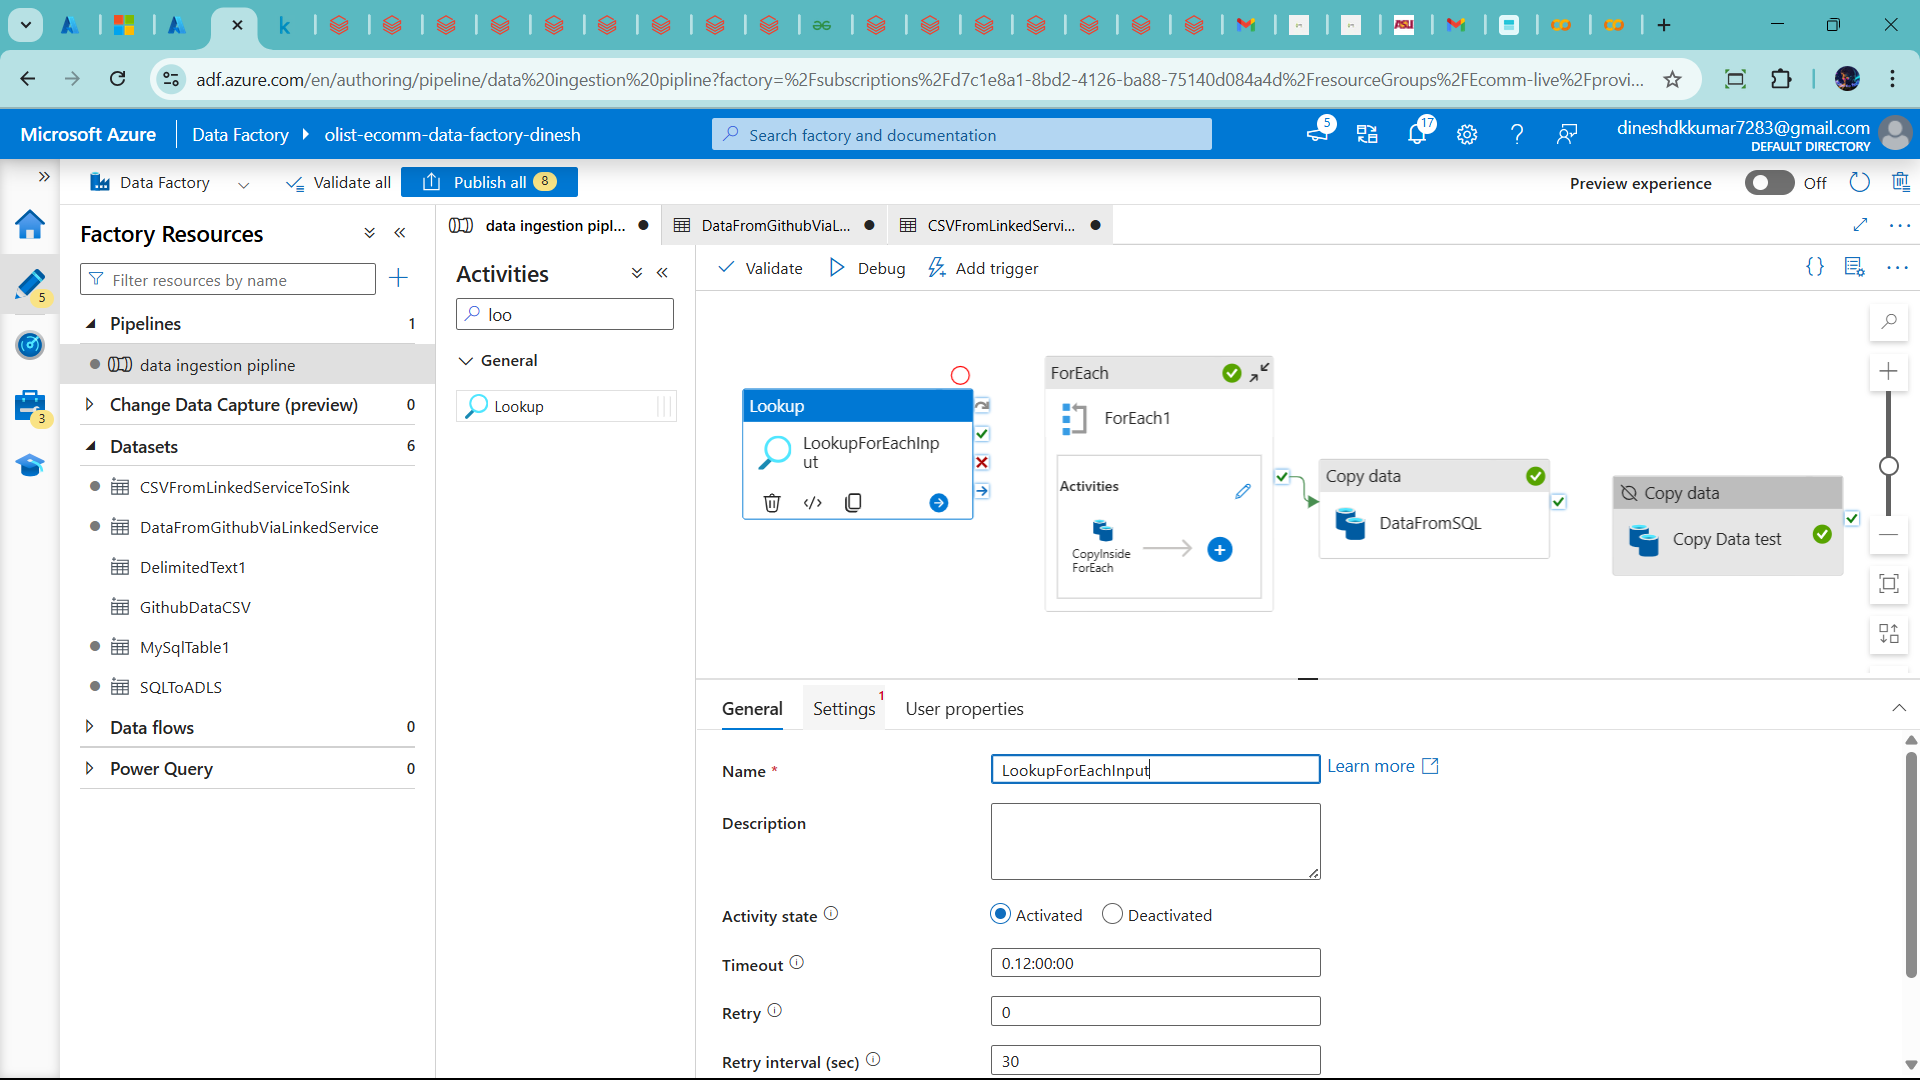 adf.azure.com/en/authoring/pipeline/data%20ingestion%20pipline?factory=%2Fsubscriptions%2Fd7c1e8a1-8bd2-4126-ba88-75140d084a4d%2FresourceGroups%2FEcomm-live%2Fprovi...
Microsoft Azure
Data Factory
olist-ecomm-data-factory-dinesh
Search factory and documentation
5
17
dineshdkkumar7283@gmail.com
DEFAULT DIRECTORY
Data Factory
Validate all
Publish all 8
Preview experience
Off
5
3
Factory Resources
Filter resources by name
Pipelines 1
data ingestion pipline
Change Data Capture (preview) 0
Datasets 6
CSVFromLinkedServiceToSink
DataFromGithubViaLinkedService
DelimitedText1
GithubDataCSV
MySqlTable1
SQLToADLS
Data flows 0
Power Query 0
data ingestion pipl...
DataFromGithubViaL...
CSVFromLinkedServi...
Activities
loo
General
Lookup
Validate
Debug
Add trigger
{}
Lookup
LookupForEachInp
ut
</>
ForEach
ForEach1
Activities
CopyInside
ForEach
Copy data
DataFromSQL
Copy data
Copy Data test
General
Settings 1
User properties
Name *
LookupForEachInput
Learn more
Description
Activity state
Activated
Deactivated
Timeout
0.12:00:00
Retry
0
Retry interval (sec)
30
ASU
k